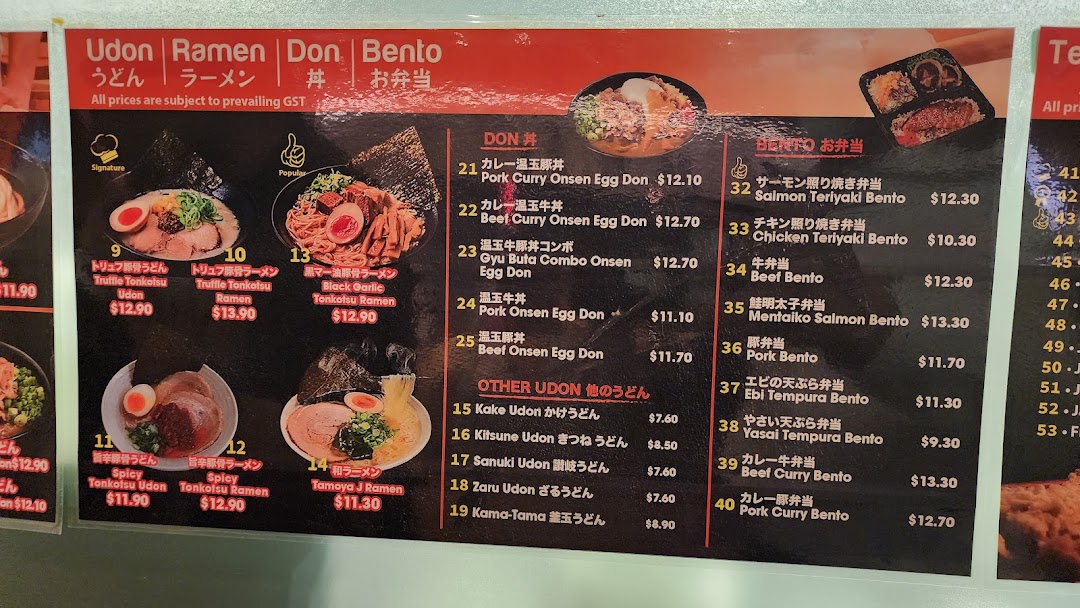 Udon | Ramen | Don | Bento
うどん ラーメン 丼 お弁当
All prices are subject to prevailing GST
Signature
Popular
9
トリュフ豚骨うどん
Truffle Tonkotsu
Udon
$12.90
10
トリュフ豚骨ラーメン
Truffle Tonkotsu
Ramen
$13.90
13
黒マー油豚骨ラーメン
Black Garlic
Tonkotsu Ramen
$12.90
11
旨辛豚骨うどん
Spicy
Tonkotsu Udon
$11.90
12
旨辛豚骨ラーメン
Spicy
Tonkotsu Ramen
$12.90
14
和ラーメン
Tamoya J Ramen
$11.30
DON 丼
21 カレー温玉豚丼
Pork Curry Onsen Egg Don $12.10
22 カレー温玉牛丼
Beef Curry Onsen Egg Don $12.70
23 温玉牛豚丼コンボ
Gyu Buta Combo Onsen $12.70
Egg Don
24 温玉牛丼
Pork Onsen Egg Don $11.10
25 温玉豚丼
Beef Onsen Egg Don $11.70
OTHER UDON 他のうどん
15 Kake Udon かけうどん $7.60
16 Kitsune Udon きつね うどん $8.50
17 Sanuki Udon 讃岐うどん $7.60
18 Zaru Udon ざるうどん $7.60
19 Kama-Tama 釜玉うどん $8.90
BENTO お弁当
32 サーモン照り焼き弁当
Salmon Teriyaki Bento $12.30
33 チキン照り焼き弁当
Chicken Teriyaki Bento $10.30
34 牛弁当
Beef Bento $12.30
35 鮭明太子弁当
Mentaiko Salmon Bento $13.30
36 豚弁当
Pork Bento $11.70
37 エビの天ぷら弁当
Ebi Tempura Bento $11.30
38 やさい天ぷら弁当
Yasai Tempura Bento $9.30
39 カレー牛弁当
Beef Curry Bento $13.30
40 カレー豚弁当
Pork Curry Bento $12.70
$11.90
$12.90
$12.10
Te
All pr
41
42
43
44
45
46
47
48
49
50 • J
51 • J
52 • J
53 • F